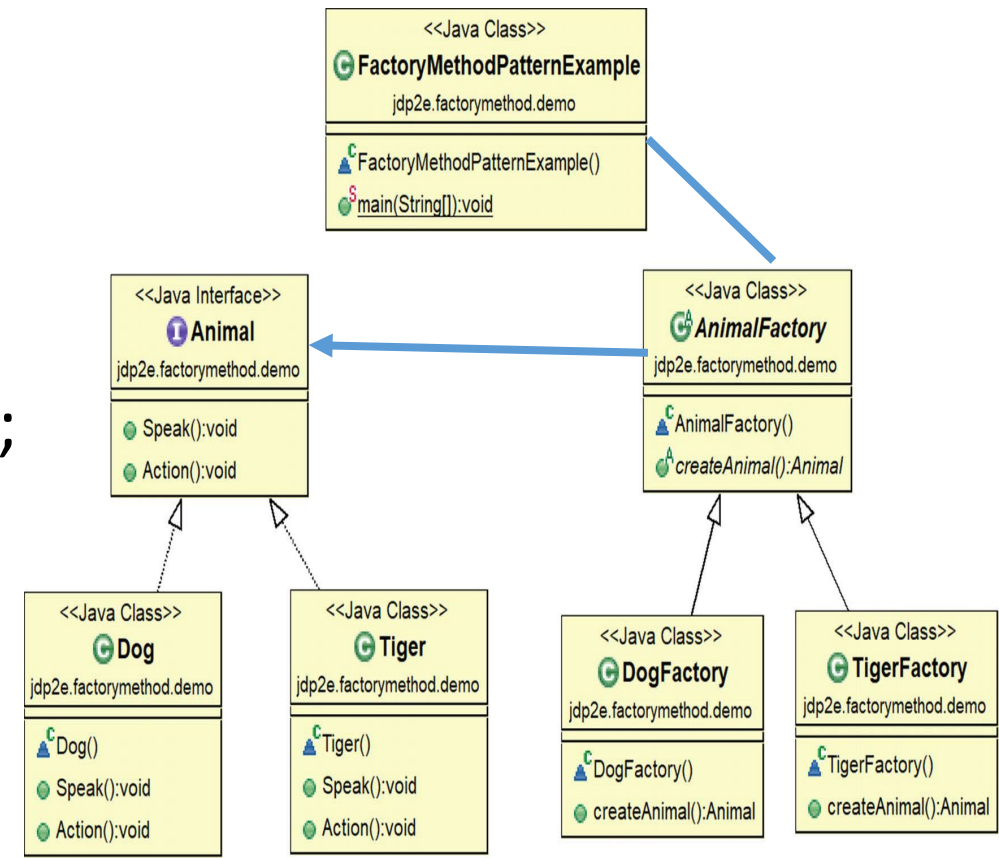 <<Java Class>>
FactoryMethodPatternExample
jdp2e.factorymethod.demo
FactoryMethodPatternExample()
main(String[]):void
<<Java Interface>>
Animal
jdp2e.factorymethod.demo
Speak():void
Action():void
<<Java Class>>
AnimalFactory
jdp2e.factorymethod.demo
AnimalFactory()
createAnimal():Animal
;
<<Java Class>>
Dog
jdp2e.factorymethod.demo
Dog()
Speak():void
Action():void
<<Java Class>>
Tiger
jdp2e.factorymethod.demo
Tiger()
Speak():void
Action():void
<<Java Class>>
DogFactory
jdp2e.factorymethod.demo
DogFactory()
createAnimal():Animal
<<Java Class>>
TigerFactory
jdp2e.factorymethod.demo
TigerFactory()
createAnimal():Animal